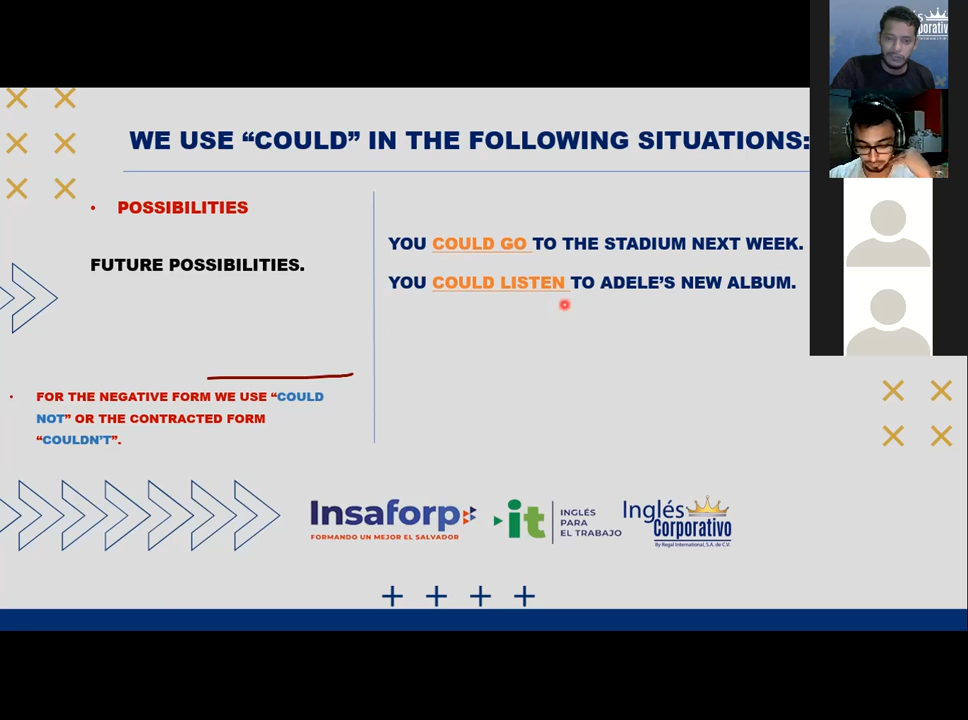 WE USE “COULD” IN THE FOLLOWING SITUATIONS:
• POSSIBILITIES
FUTURE POSSIBILITIES.
YOU COULD GO TO THE STADIUM NEXT WEEK.
YOU COULD LISTEN TO ADELE’S NEW ALBUM.
• FOR THE NEGATIVE FORM WE USE “COULD
NOT” OR THE CONTRACTED FORM
“COULDN’T”.
Insaforp
FORMANDO UN MEJOR EL SALVADOR
it
INGLÉS
PARA
EL TRABAJO
Inglés
Corporativo
By Regal International, S.A. de C.V.